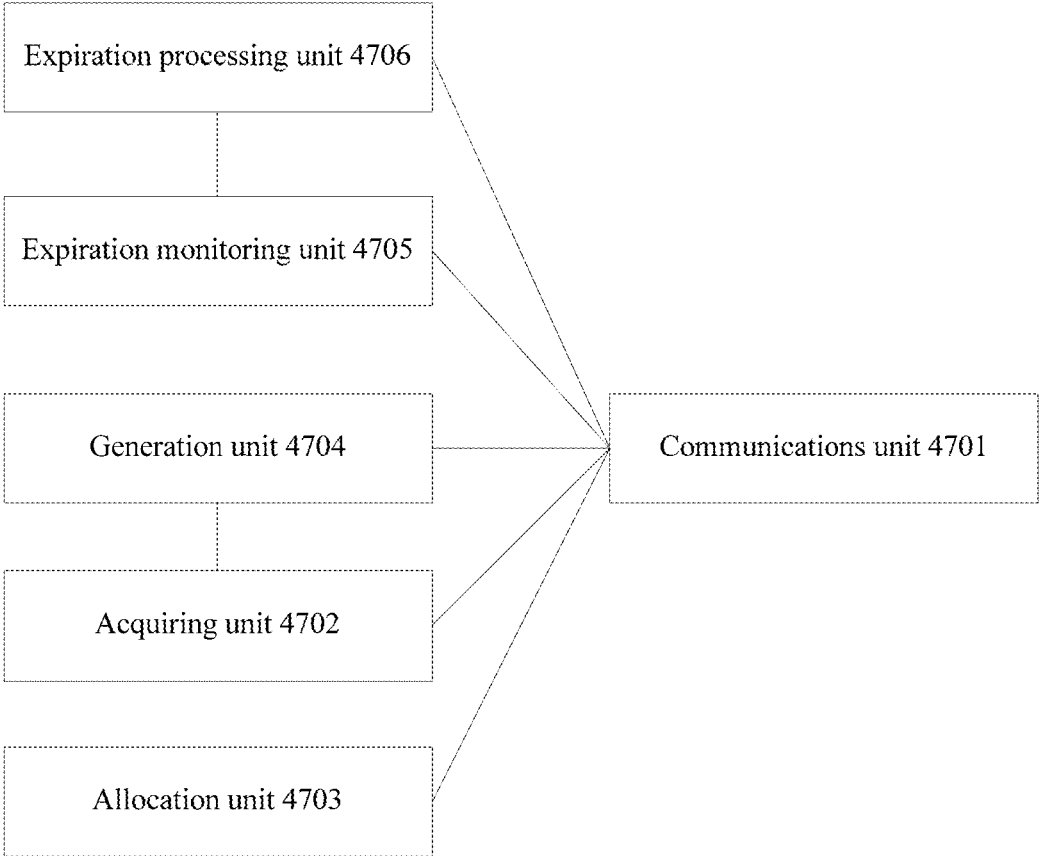 Expiration processing unit 4706
Expiration monitoring unit 4705
Generation unit 4704
Communications unit 4701
Acquiring unit 4702
Allocation unit 4703